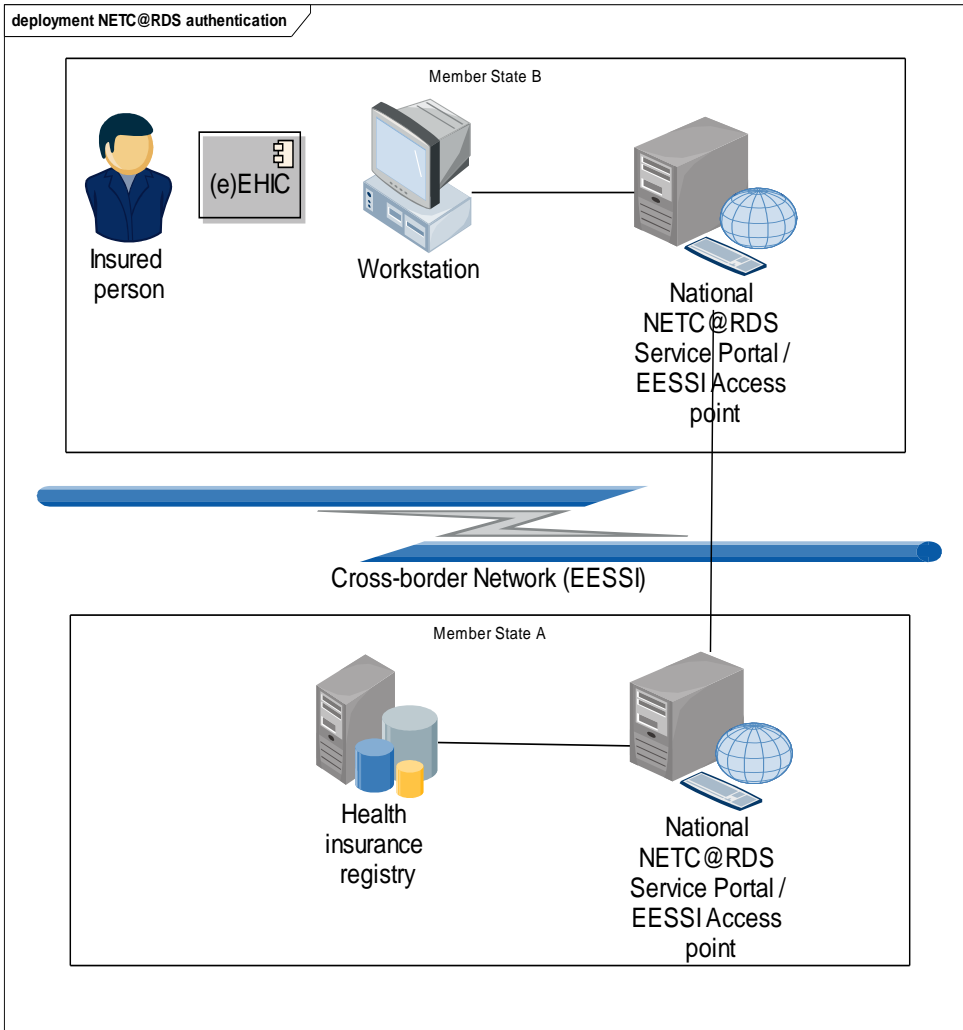 deployment NETC@RDS authentication
Member State B
(e)EHIC
Insured
person
Workstation
National
NETC@RDS
Service Portal /
EESSI Access
point
Cross-border Network (EESSI)
Member State A
Health
insurance
registry
National
NETC@RDS
Service Portal /
EESSI Access
point